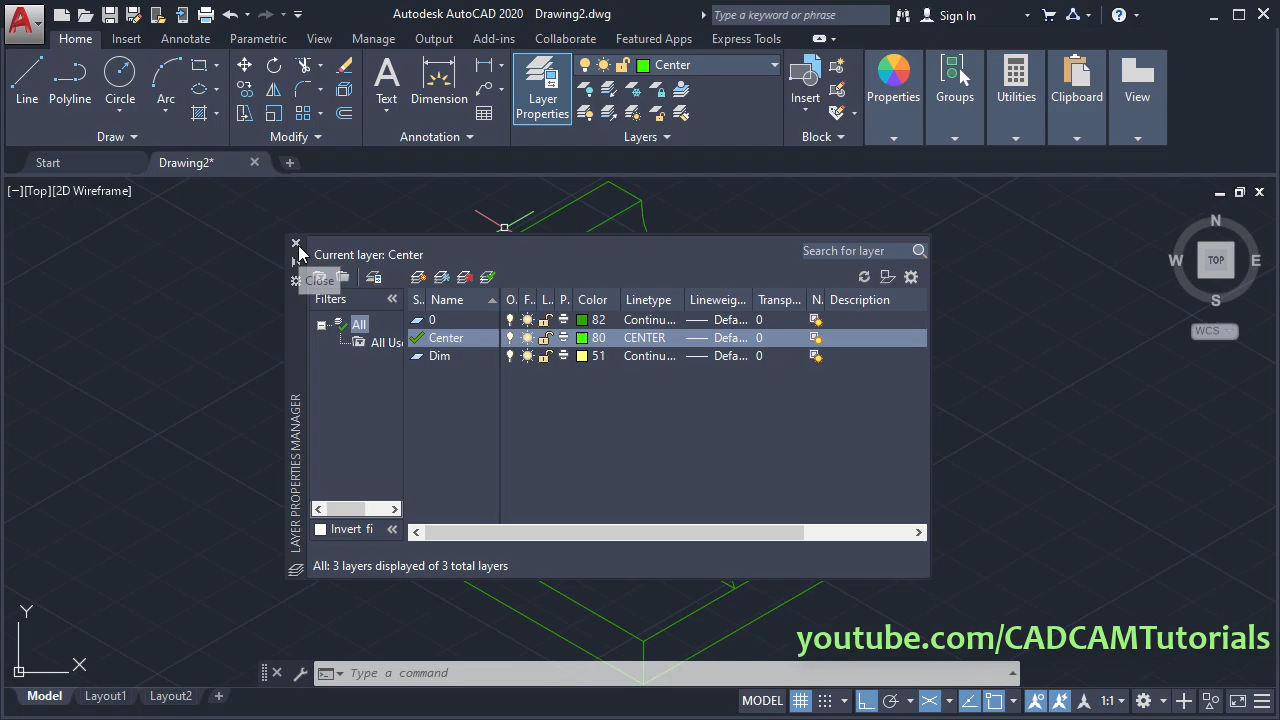 Autodesk AutoCAD 2020 Drawing2.dwg
Type a keyword or phrase
Sign In
Home Insert Annotate Parametric View Manage Output Add-ins Collaborate Featured Apps Express Tools
Line Polyline Circle Arc
Text Dimension
Layer Properties
Center
Insert Properties Groups Utilities Clipboard View
Draw Modify Annotation Layers Block
Start Drawing2*
[−][Top][2D Wireframe]
N
W TOP E
S
WCS
Current layer: Center
Search for layer
Close
Filters
S.. Name O. F.. L.. P. Color Linetype Lineweig... Transp... N. Description
All
All Use
0 82 Continu... Defa... 0
Center 80 CENTER Defa... 0
Dim 51 Continu... Defa... 0
LAYER PROPERTIES MANAGER
Invert fi
All: 3 layers displayed of 3 total layers
Y
X
youtube.com/CADCAMTutorials
Type a command
Model Layout1 Layout2
MODEL 1:1